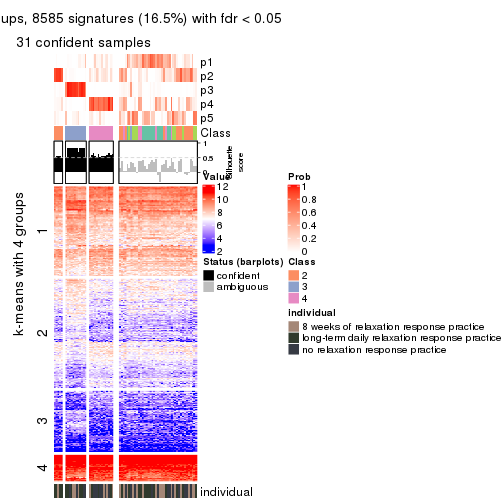 ups, 8585 signatures (16.5%) with fdr < 0.05
31 confident samples
p1
p2
p3
p4
p5
Class
1
0.5
0
Silhouette
score
k-means with 4 groups
1
2
3
4
individual
Value
12
10
8
6
4
2
Prob
1
0.8
0.6
0.4
0.2
0
Status (barplots)
confident
ambiguous
Class
2
3
4
individual
8 weeks of relaxation response practice
long-term daily relaxation response practice
no relaxation response practice